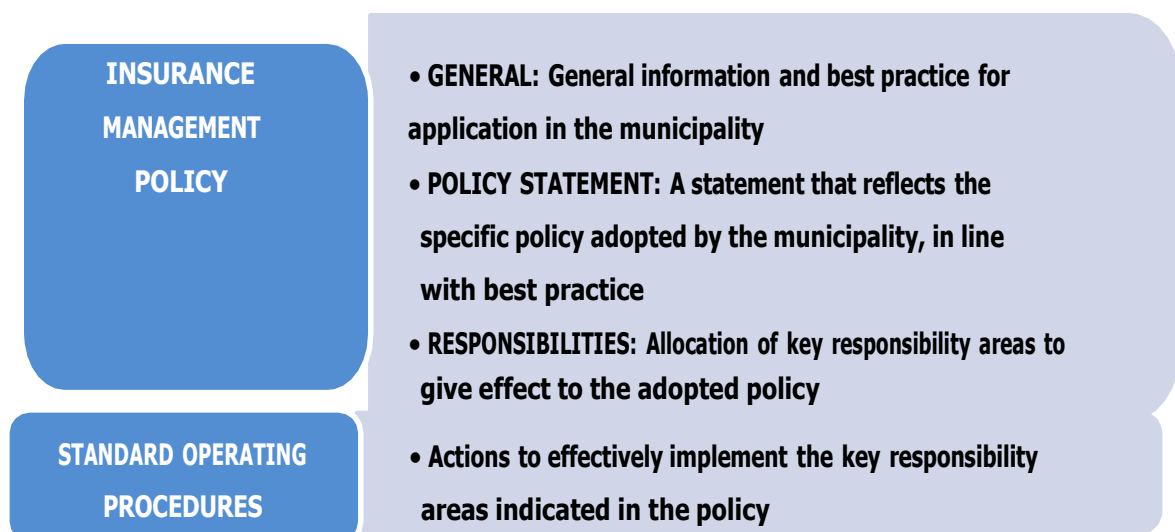 INSURANCE
MANAGEMENT
POLICY
• GENERAL: General information and best practice for
application in the municipality
• POLICY STATEMENT: A statement that reflects the
specific policy adopted by the municipality, in line
with best practice
• RESPONSIBILITIES: Allocation of key responsibility areas to
give effect to the adopted policy
STANDARD OPERATING
PROCEDURES
• Actions to effectively implement the key responsibility
areas indicated in the policy